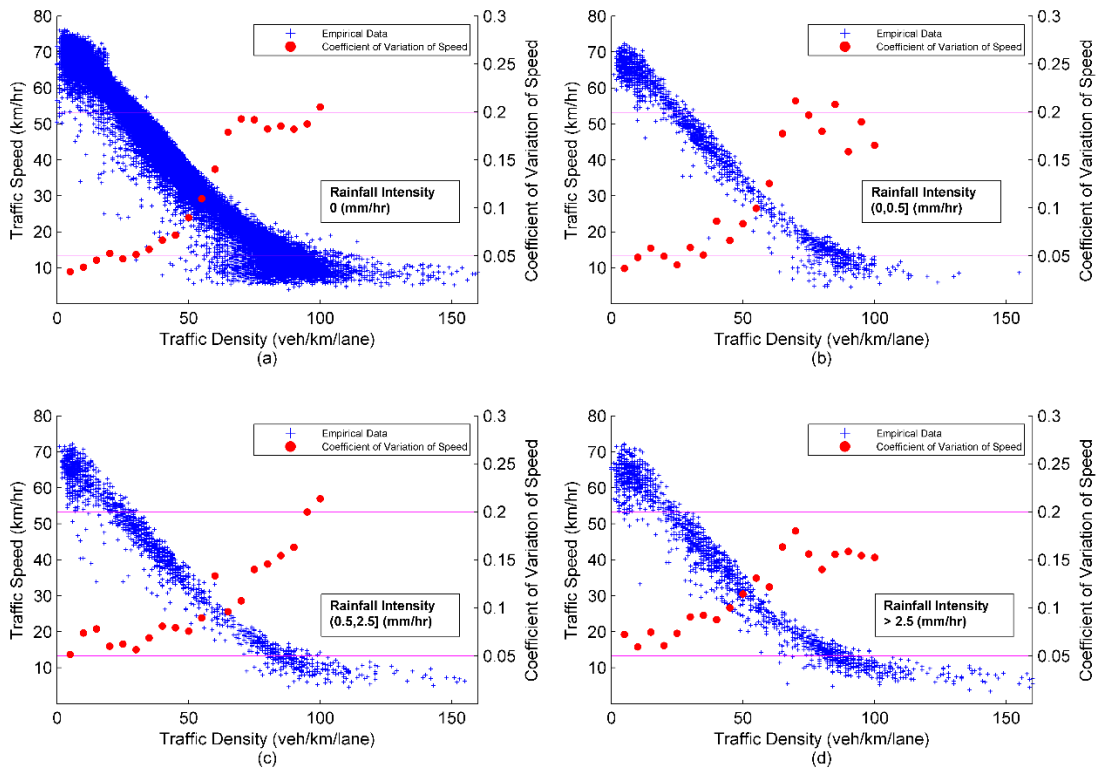 80
70
60
50
40
30
20
10
0
50
100
150
0.3
0.25
0.2
0.15
0.1
0.05
Traffic Speed (km/hr)
Coefficient of Variation of Speed
Empirical Data
Coefficient of Variation of Speed
Rainfall Intensity
0 (mm/hr)
Traffic Density (veh/km/lane)
(a)
80
70
60
50
40
30
20
10
0
50
100
150
0.3
0.25
0.2
0.15
0.1
0.05
Traffic Speed (km/hr)
Coefficient of Variation of Speed
Empirical Data
Coefficient of Variation of Speed
Rainfall Intensity
(0,0.5] (mm/hr)
Traffic Density (veh/km/lane)
(b)
80
70
60
50
40
30
20
10
0
50
100
150
0.3
0.25
0.2
0.15
0.1
0.05
Traffic Speed (km/hr)
Coefficient of Variation of Speed
Empirical Data
Coefficient of Variation of Speed
Rainfall Intensity
(0.5,2.5] (mm/hr)
Traffic Density (veh/km/lane)
(c)
80
70
60
50
40
30
20
10
0
50
100
150
0.3
0.25
0.2
0.15
0.1
0.05
Traffic Speed (km/hr)
Coefficient of Variation of Speed
Empirical Data
Coefficient of Variation of Speed
Rainfall Intensity
> 2.5 (mm/hr)
Traffic Density (veh/km/lane)
(d)